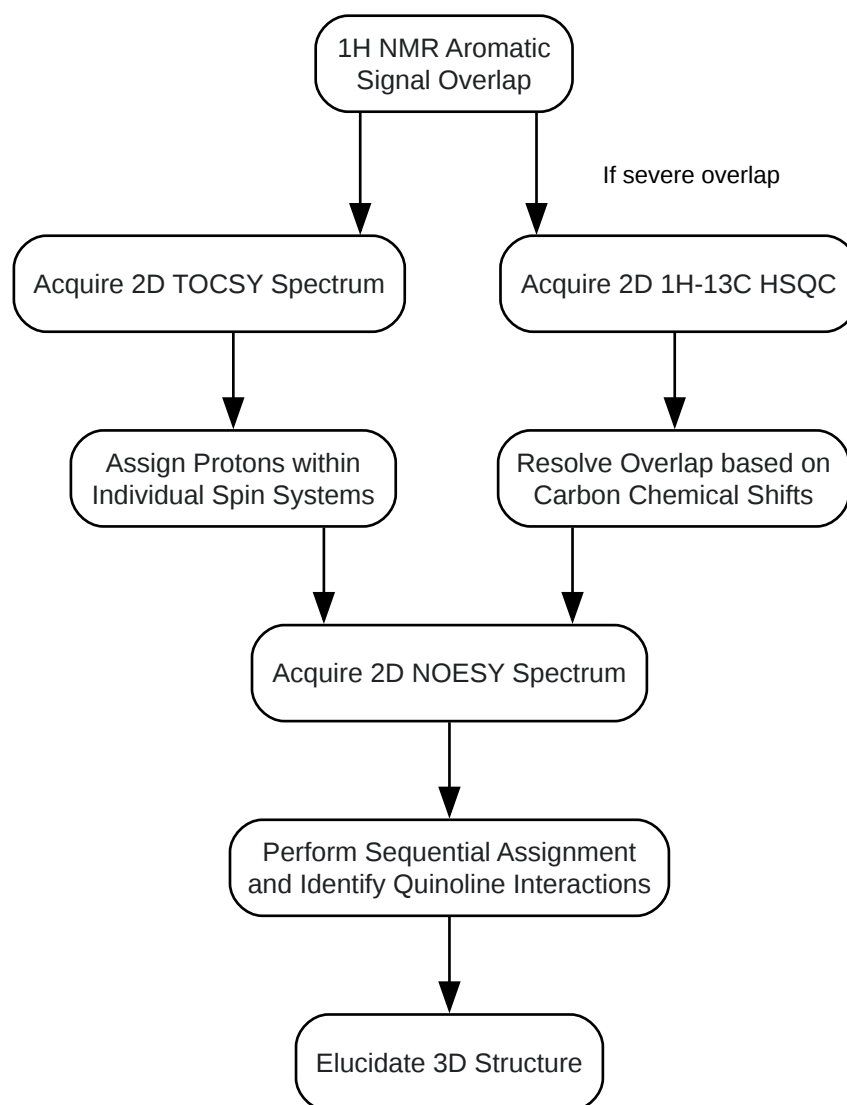 1H NMR Aromatic
Signal Overlap
If severe overlap
Acquire 2D TOCSY Spectrum
Acquire 2D 1H-13C HSQC
Assign Protons within
Individual Spin Systems
Resolve Overlap based on
Carbon Chemical Shifts
Acquire 2D NOESY Spectrum
Perform Sequential Assignment
and Identify Quinoline Interactions
Elucidate 3D Structure